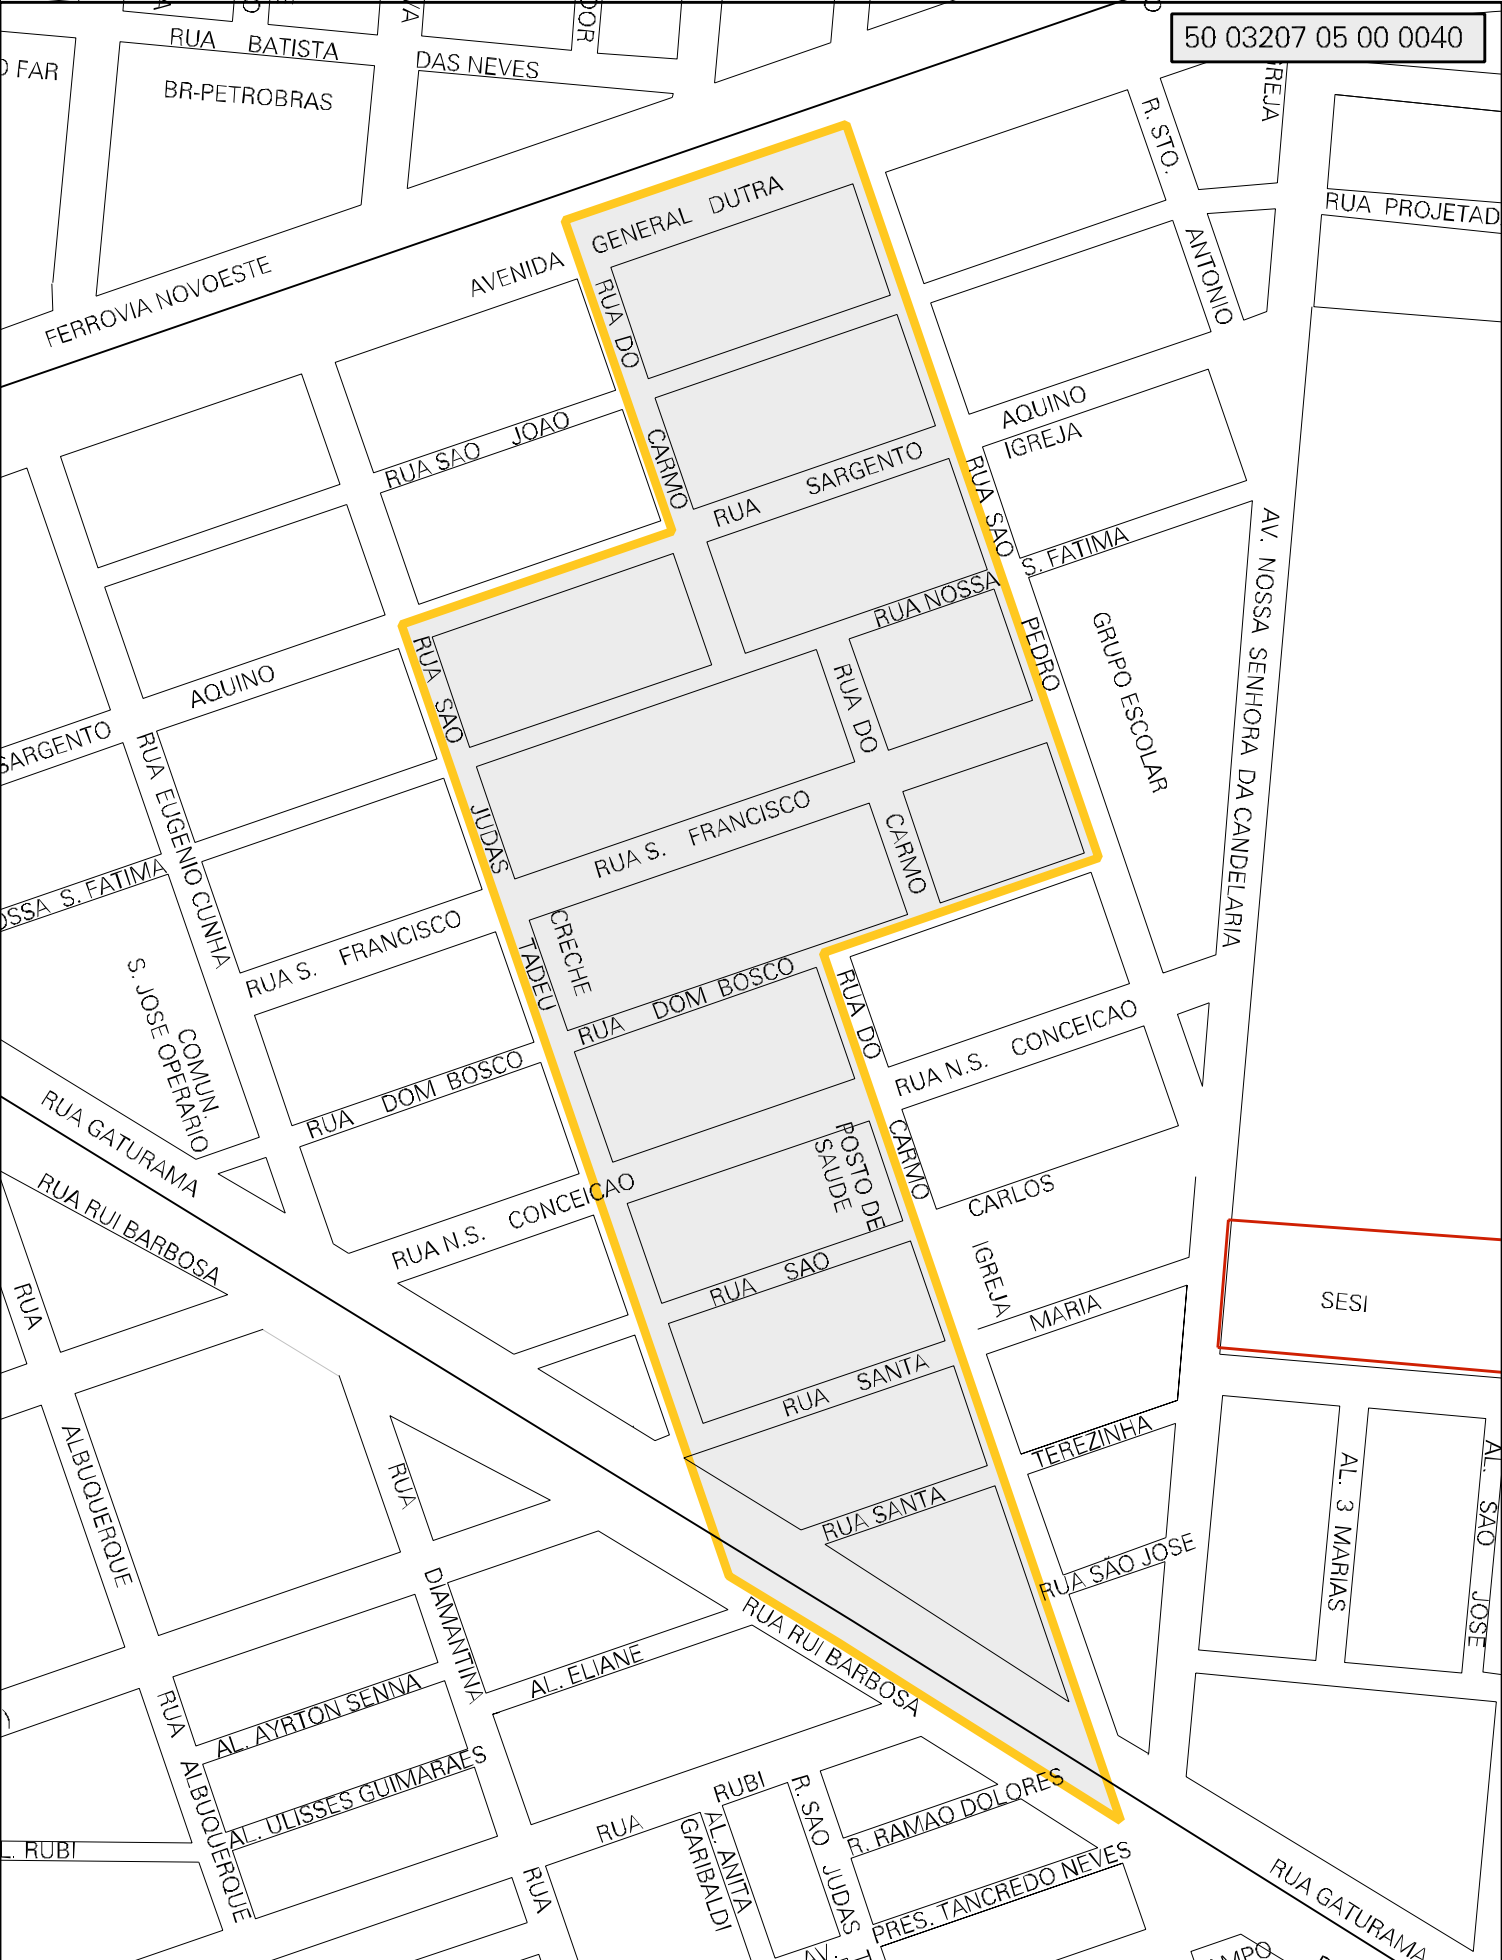 50 03207 05 00 0040
RUA BATISTA
DAS NEVES
FAR
BR-PETROBRAS
R. STO.
ANTONIO
RUA PROJETAD
GENERAL DUTRA
AVENIDA
FERROVIA NOVOESTE
RUA DO
CARMO
RUA SAO JOAO
AQUINO
IGREJA
RUA SARGENTO
RUA SAO
PEDRO
S. FATIMA
RUA NOSSA
AV. NOSSA SENHORA DA CANDELARIA
GRUPO ESCOLAR
RUA SAO
JUDAS
TADEU
AQUINO
SARGENTO
RUA EUGENIO CUNHA
RUA DO
CARMO
RUA S. FRANCISCO
OSSA S. FATIMA
RUA S. FRANCISCO
CRECHE
RUA DOM BOSCO
S. JOSE OPERARIO
COMUN.
RUA DO
CARMO
RUA N.S. CONCEICAO
RUA DOM BOSCO
RUA GATURAMA
RUA RUI BARBOSA
POSTO DE
SAUDE
CARLOS
RUA N.S. CONCEICAO
RUA SAO
IGREJA
MARIA
SESI
RUA
RUA SANTA
TEREZINHA
ALBUQUERQUE
RUA
RUA SANTA
RUA SÃO JOSE
AL. 3 MARIAS
AL. SAO JOSE
DIAMANTINA
RUA RUI BARBOSA
AL. ELIANE
AL. AYRTON SENNA
RUA
ALBUQUERQUE
AL. ULISSES GUIMARAES
RUBI
RUA
R. SAO JUDAS T
R. RAMAO DOLORES
AL. ANITA
GARIBALDI
L. RUBI
RUA
PRES. TANCREDO NEVES
RUA GATURAMA
AV.